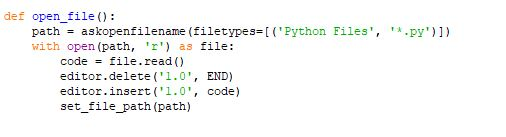 def open_file():
    path = askopenfilename(filetypes=[('Python Files', '*.py')])
    with open(path, 'r') as file:
        code = file.read()
        editor.delete('1.0', END)
        editor.insert('1.0', code)
        set_file_path(path)